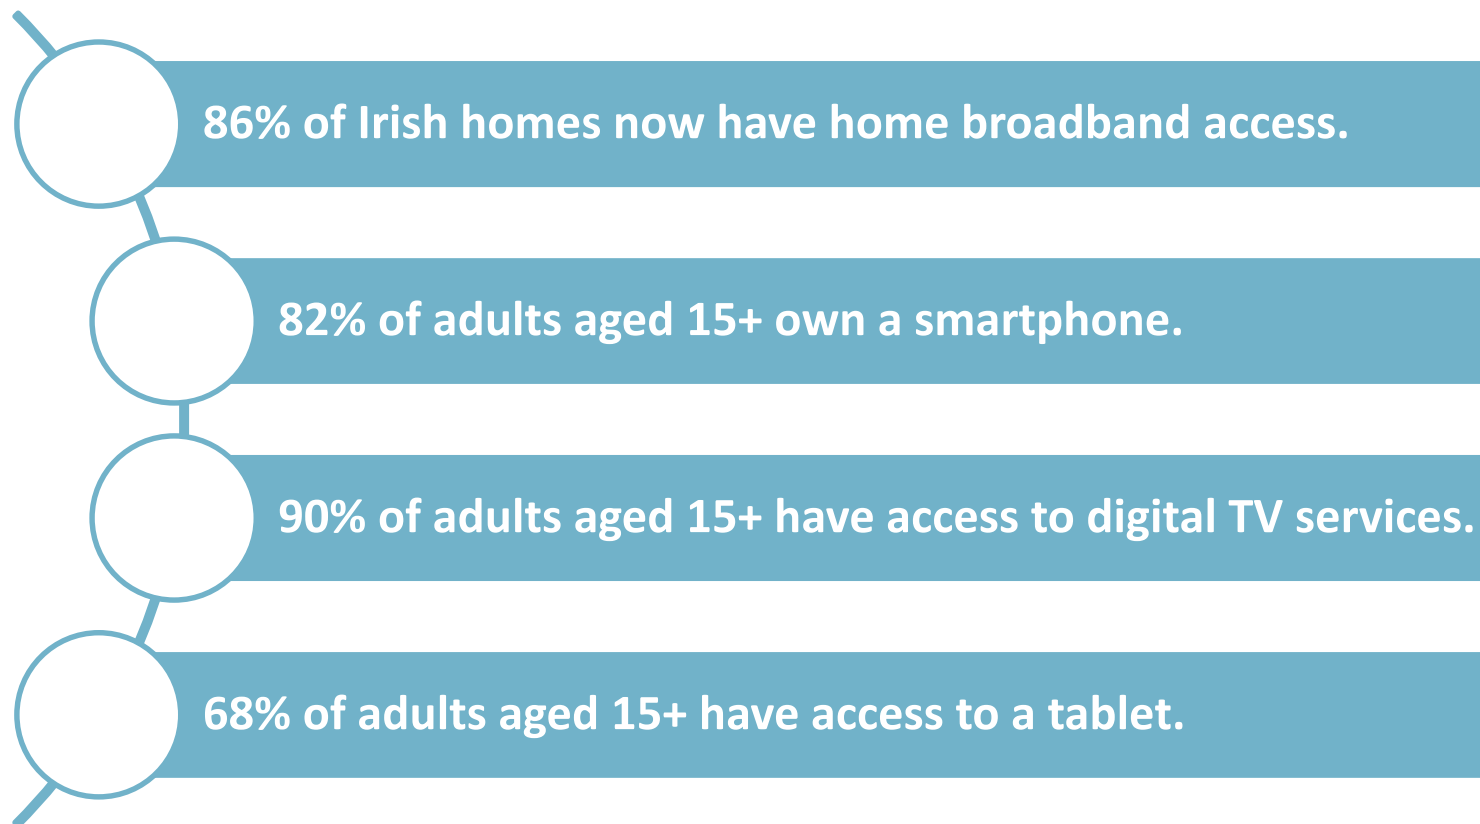 86% of Irish homes now have home broadband access.
82% of adults aged 15+ own a smartphone.
90% of adults aged 15+ have access to digital TV services.
68% of adults aged 15+ have access to a tablet.